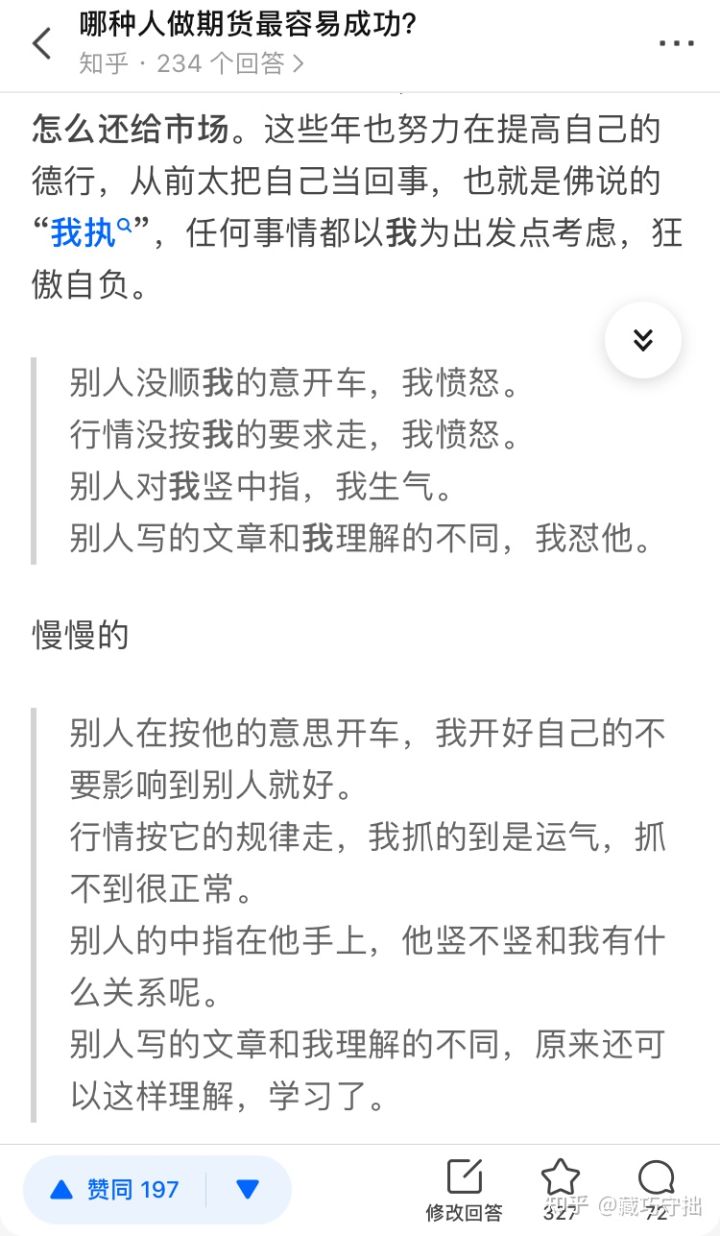 哪种人做期货最容易成功?
知乎 · 234 个回答 >
怎么还给市场。这些年也努力在提高自己的
德行，从前太把自己当回事，也就是佛说的
“我执”，任何事情都以我为出发点考虑，狂
傲自负。
别人没顺我的意开车，我愤怒。
行情没按我的要求走，我愤怒。
别人对我竖中指，我生气。
别人写的文章和我理解的不同，我怼他。
慢慢的
别人在按他的意思开车，我开好自己的不
要影响到别人就好。
行情按它的规律走，我抓的到是运气，抓
不到很正常。
别人的中指在他手上，他竖不竖和我有什
么关系呢。
别人写的文章和我理解的不同，原来还可
以这样理解，学习了。
赞同 197
修改回答
327
72
知乎 @藏巧守拙